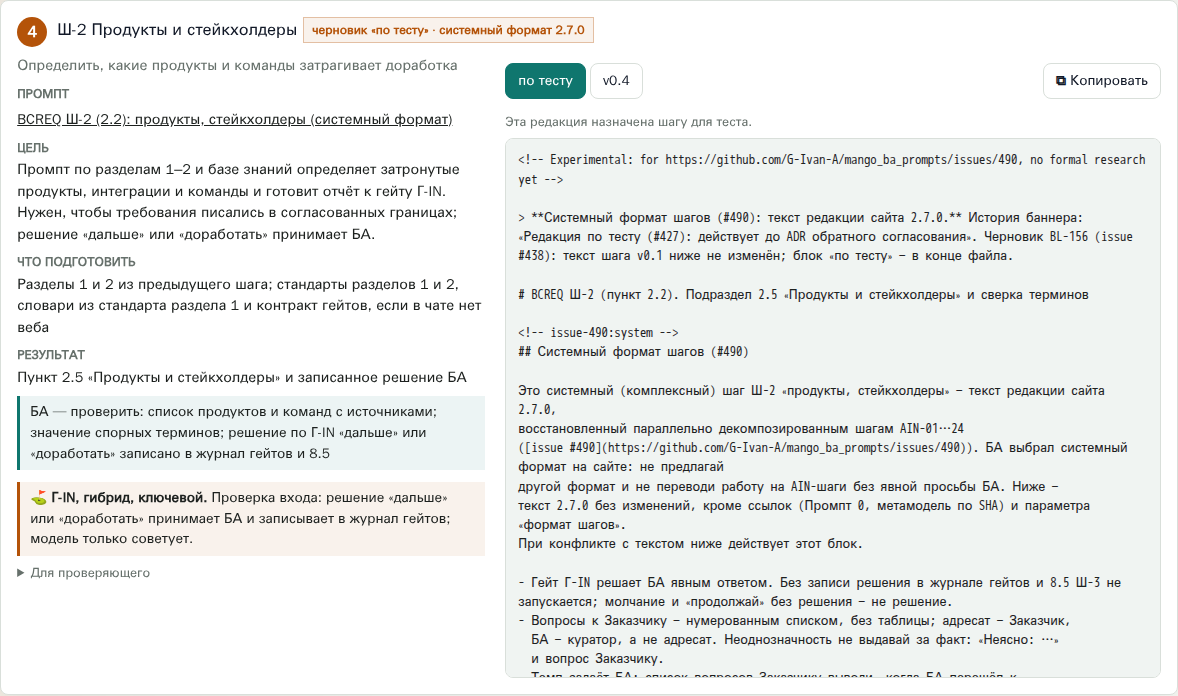 4 Ш-2 Продукты и стейкхолдеры черновик «по тесту» · системный формат 2.7.0
Определить, какие продукты и команды затрагивает доработка
ПРОМПТ
BCREQ Ш-2 (2.2): продукты, стейкхолдеры (системный формат)
ЦЕЛЬ
Промпт по разделам 1–2 и базе знаний определяет затронутые
продукты, интеграции и команды и готовит отчёт к гейту Г-IN.
Нужен, чтобы требования писались в согласованных границах;
решение «дальше» или «доработать» принимает БА.
ЧТО ПОДГОТОВИТЬ
Разделы 1 и 2 из предыдущего шага; стандарты разделов 1 и 2,
словари из стандарта раздела 1 и контракт гейтов, если в чате нет
веба
РЕЗУЛЬТАТ
Пункт 2.5 «Продукты и стейкхолдеры» и записанное решение БА
БА — проверить: список продуктов и команд с источниками;
значение спорных терминов; решение по Г-IN «дальше» или
«доработать» записано в журнал гейтов и 8.5
Г-IN, гибрид, ключевой. Проверка входа: решение «дальше»
или «доработать» принимает БА и записывает в журнал гейтов;
модель только советует.
Для проверяющего
по тесту v0.4 Копировать
Эта редакция назначена шагу для теста.
<!-- Experimental: for https://github.com/G-Ivan-A/mango_ba_prompts/issues/490, no formal research
yet -->
> **Системный формат шагов (#490): текст редакции сайта 2.7.0.** История баннера:
«Редакция по тесту (#427): действует до ADR обратного согласования». Черновик BL-156 (issue
#438): текст шага v0.1 ниже не изменён; блок «по тесту» — в конце файла.
# BCREQ Ш-2 (пункт 2.2). Подраздел 2.5 «Продукты и стейкхолдеры» и сверка терминов
<!-- issue-490:system -->
## Системный формат шагов (#490)
Это системный (комплексный) шаг Ш-2 «продукты, стейкхолдеры» — текст редакции сайта
2.7.0,
восстановленный параллельно декомпозированным шагам AIN-01…24
([issue #490](https://github.com/G-Ivan-A/mango_ba_prompts/issues/490)). БА выбрал системный
формат на сайте: не предлагай
другой формат и не переводи работу на AIN-шаги без явной просьбы БА. Ниже —
текст 2.7.0 без изменений, кроме ссылок (Промпт 0, метамодель по SHA) и параметра
«формат шагов».
При конфликте с текстом ниже действует этот блок.
- Гейт Г-IN решает БА явным ответом. Без записи решения в журнале гейтов и 8.5 Ш-3 не
запускается; молчание и «продолжай» без решения — не решение.
- Вопросы к Заказчику — нумерованным списком, без таблицы; адресат — Заказчик,
БА — куратор, а не адресат. Неоднозначность не выдавай за факт: «Неясно: …»
и вопрос Заказчику.